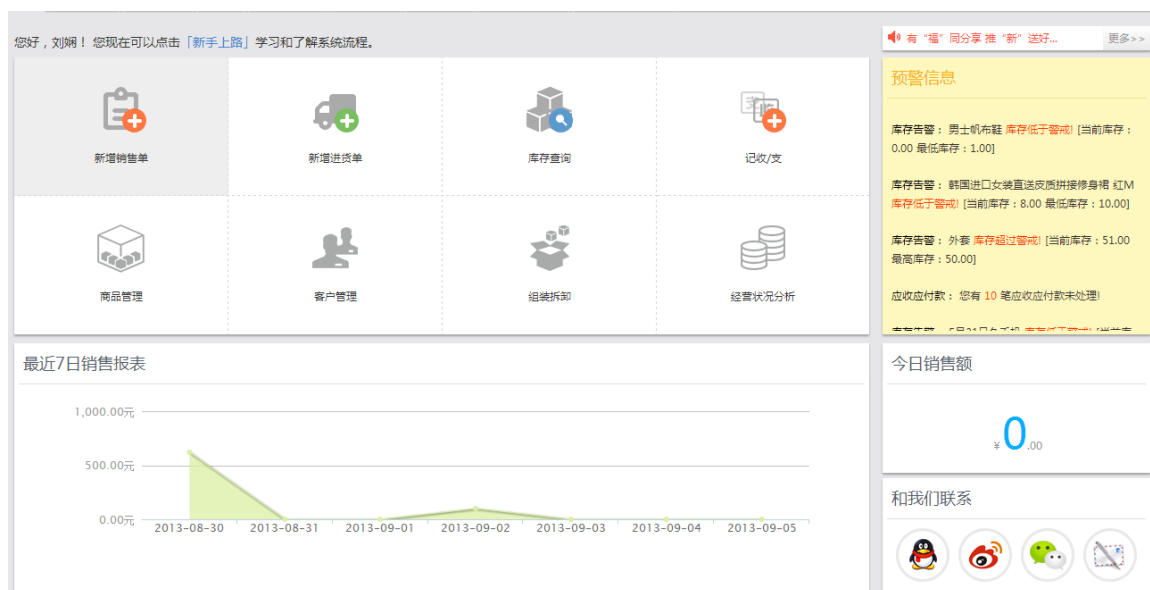 您好，刘娴！ 您现在可以点击「新手上路」学习和了解系统流程。
有“福”同分享 推“新”送好...
更多>>
新增销售单
新增进货单
库存查询
记收/支
商品管理
客户管理
组装拆卸
经营状况分析
预警信息
库存告警： 男士帆布鞋 库存低于警戒! [当前库存：
0.00 最低库存：1.00]
库存告警： 韩国进口女装直送皮质拼接修身裙 红M
库存低于警戒! [当前库存：8.00 最低库存：10.00]
库存告警： 外套 库存超过警戒! [当前库存：51.00
最高库存：50.00]
应收应付款： 您有 10 笔应收应付款未处理!
最近7日销售报表
1,000.00元
500.00元
0.00元
2013-08-30 2013-08-31 2013-09-01 2013-09-02 2013-09-03 2013-09-04 2013-09-05
今日销售额
¥ 0.00
和我们联系